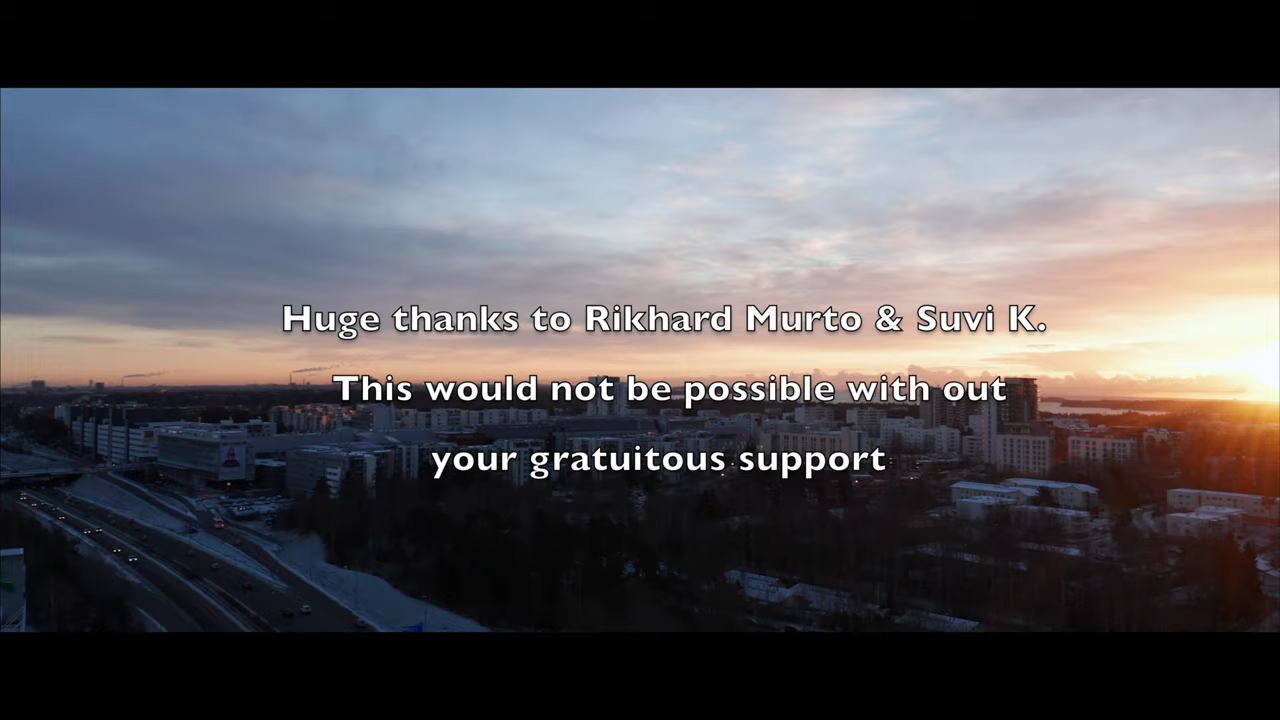 Huge thanks to Rikhard Murto & Suvi K.
This would not be possible with out
your gratuitous support